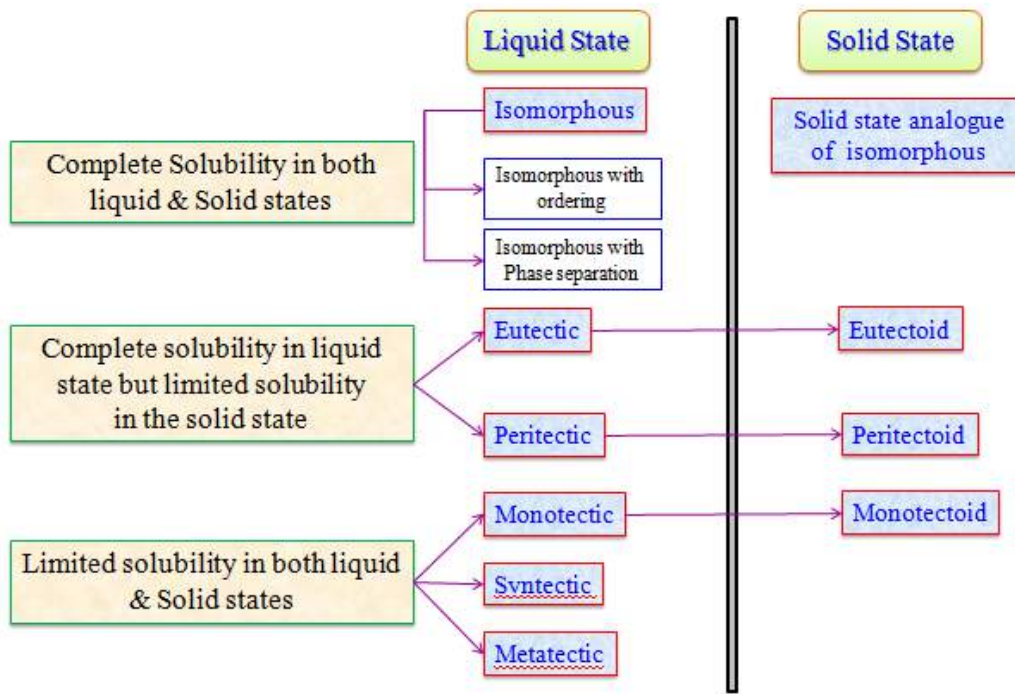 Liquid State
Solid State
Complete Solubility in both
liquid & Solid states
Isomorphous
Isomorphous with
ordering
Isomorphous with
Phase separation
Solid state analogue
of isomorphous
Complete solubility in liquid
state but limited solubility
in the solid state
Eutectic
Eutectoid
Peritectic
Peritectoid
Limited solubility in both liquid
& Solid states
Monotectic
Monotectoid
Syntectic
Metatectic